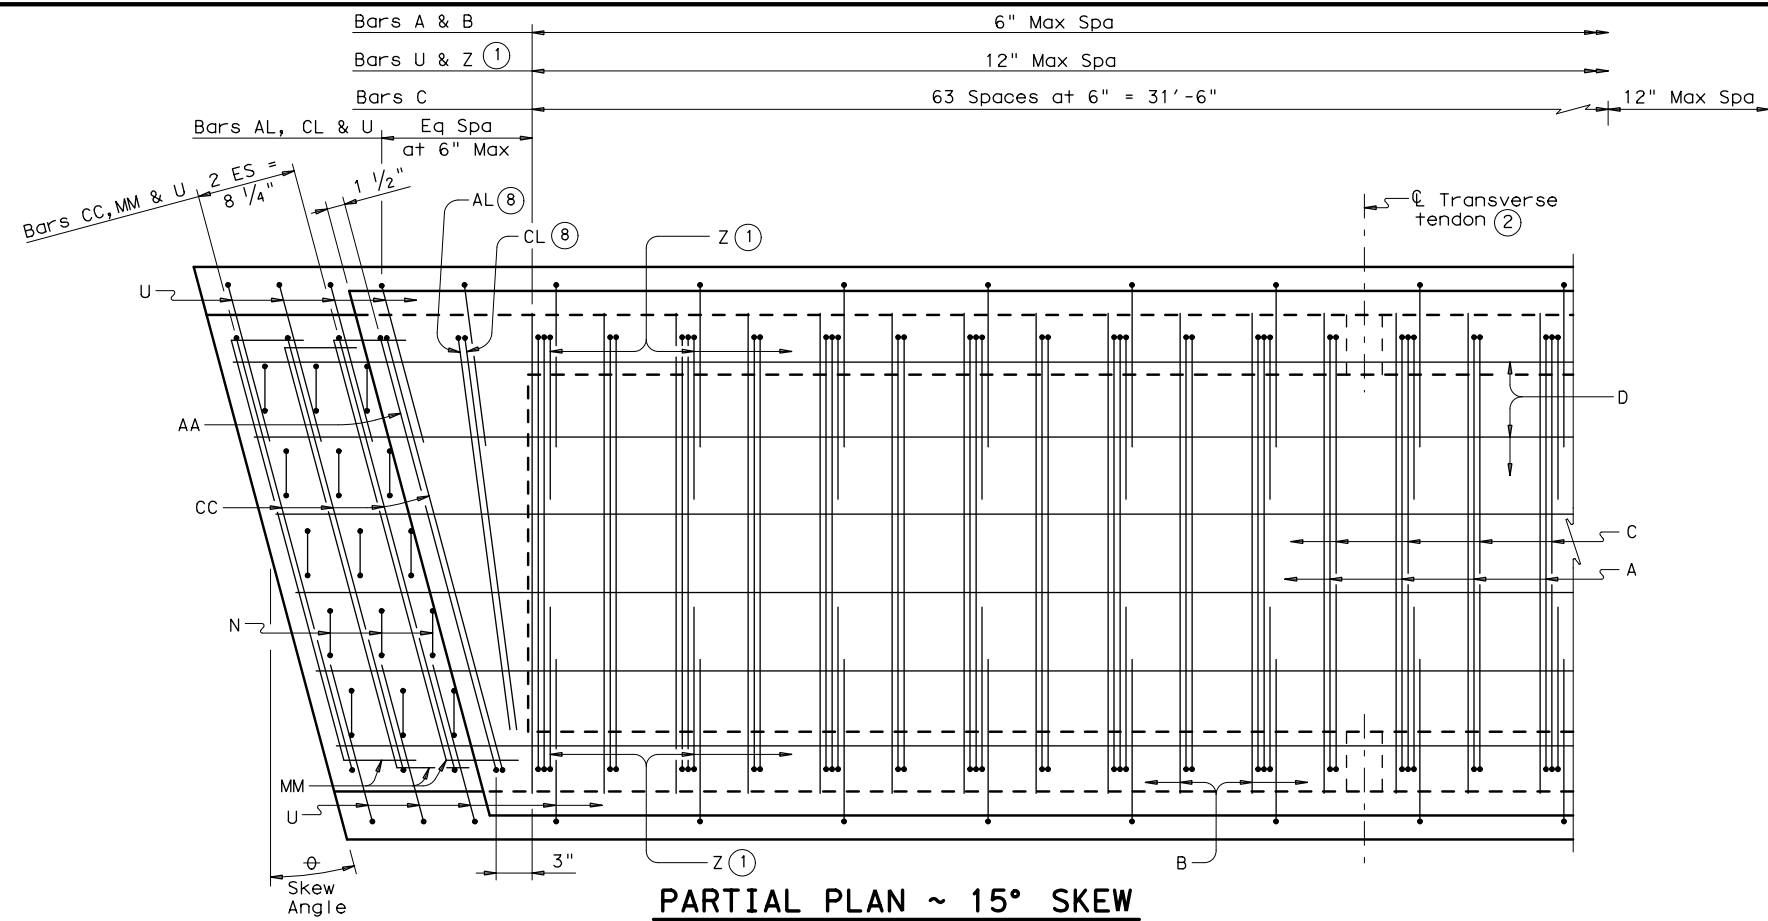 Bars A & B
6" Max Spa
Bars U & Z ①
12" Max Spa
Bars C
63 Spaces at 6" = 31'-6"
12" Max Spa
Bars AL, CL & U
Eq Spa
at 6" Max
Bars CC, MM & U
2 ES =
8 1/4"
1 1/2"
AL ⑧
CL ⑧
Z ①
℄ Transverse
tendon ②
U
D
AA
CC
C
A
N
MM
U
Z ①
B
3"
θ
Skew
Angle
PARTIAL PLAN ~ 15° SKEW